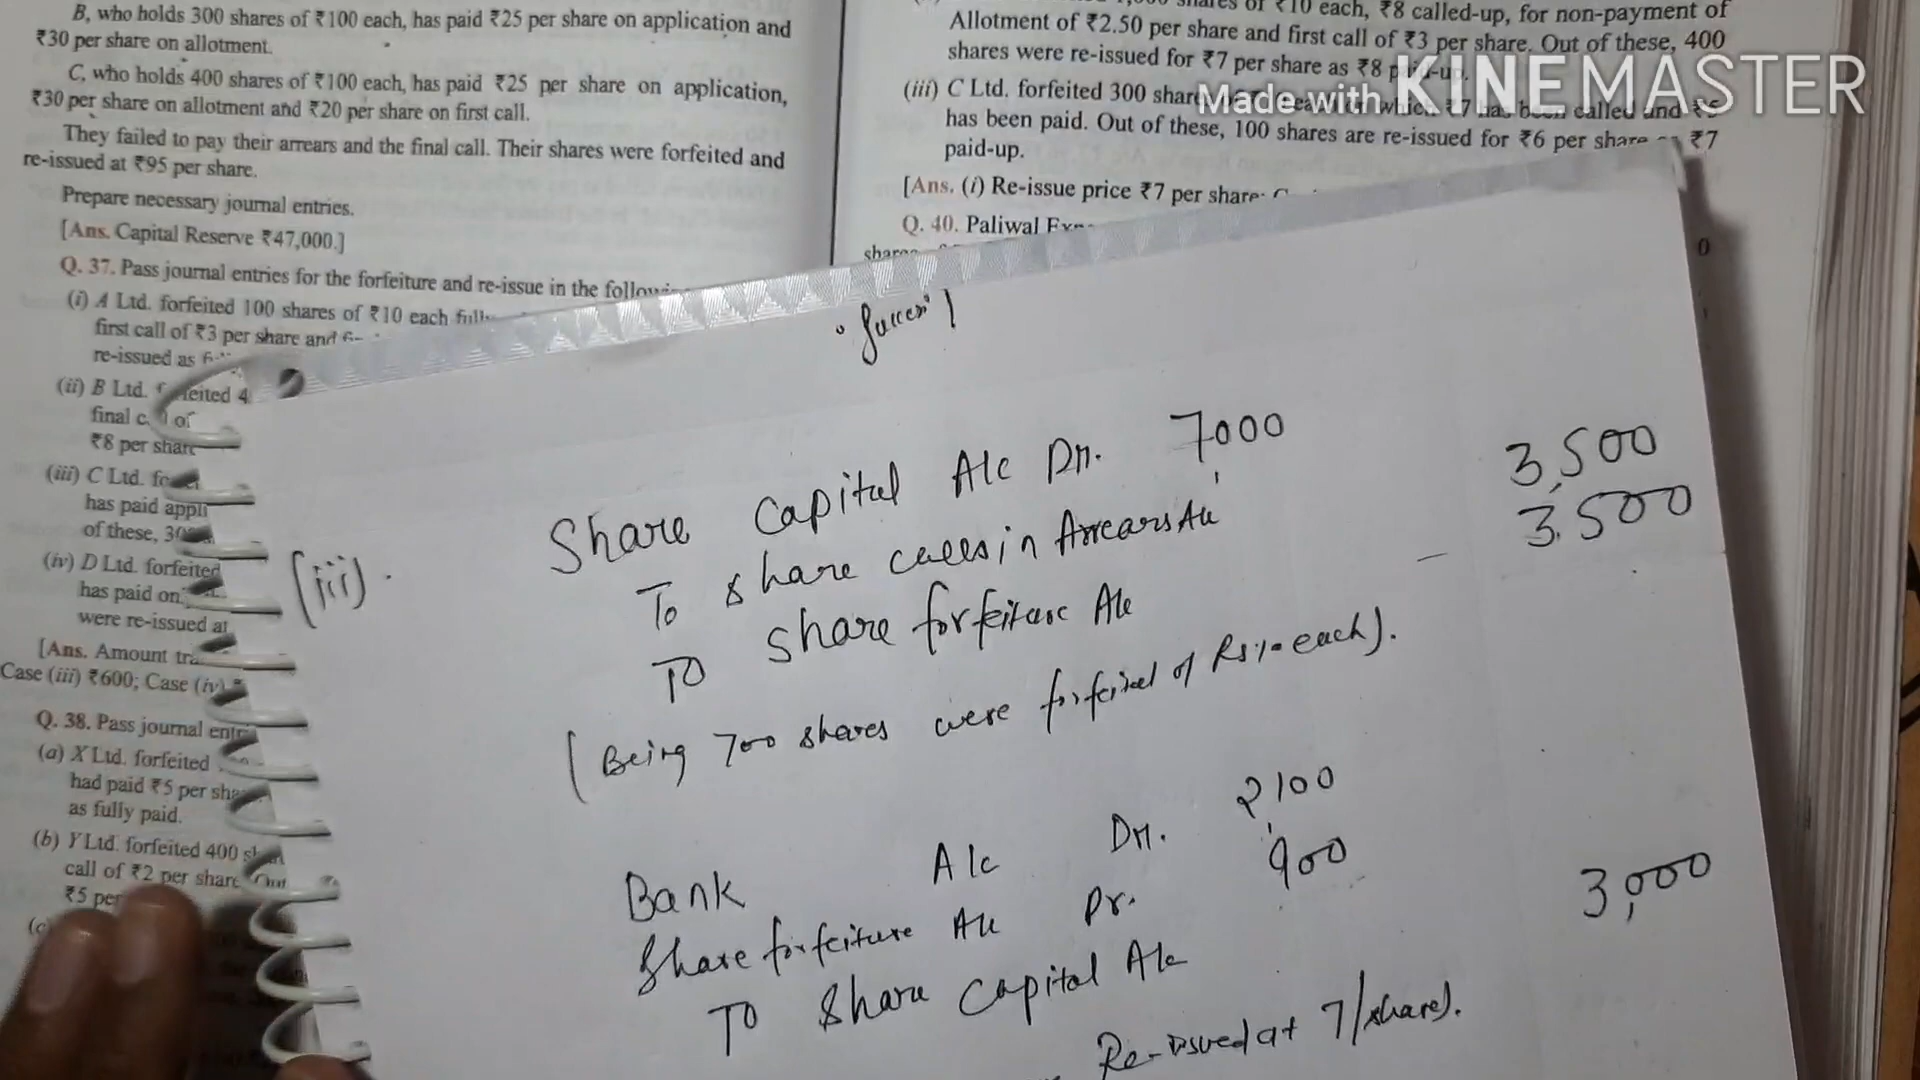 B, who holds 300 shares of ₹100 each, has paid ₹25 per share on application and
₹30 per share on allotment.
C, who holds 400 shares of ₹100 each, has paid ₹25 per share on application,
₹30 per share on allotment and ₹20 per share on first call.
They failed to pay their arrears and the final call. Their shares were forfeited and
re-issued at ₹95 per share.
Prepare necessary journal entries.
[Ans. Capital Reserve ₹47,000.]
Q. 37. Pass journal entries for the forfeiture and re-issue in the
(i) A Ltd. forfeited 100 shares of ₹10 each
first call of ₹3 per share and
re-issued as
(ii) B Ltd. 4
final of
₹8 per share
(iii) C Ltd.
has paid
of these,
(iv) D Ltd. forfeited
has paid on
were re-issued at
[Ans. Amount
Case (iii) ₹600; Case (iv)
Q. 38. Pass journal
(a) X Ltd. forfeited
had paid ₹5 per
as fully paid.
(b) Y Ltd. forfeited 400
call of ₹2 per share
₹5 per
shares of ₹10 each, ₹8 called-up, for non-payment of
Allotment of ₹2.50 per share and first call of ₹3 per share. Out of these, 400
shares were re-issued for ₹7 per share as ₹8
(iii) C Ltd. forfeited 300 which ₹7 has been called and ₹5
has been paid. Out of these, 100 shares are re-issued for ₹6 per share ₹7
paid-up.
[Ans. (i) Re-issue price ₹7 per share;
Q. 40. Paliwal
Made with KINEMASTER
(iii). Share Capital A/c Dr. 7000
To share calls in Arrears A/c 3,500
To share forfeiture A/c 3,500
(Being 700 shares were forfeited of Rs each).
Bank A/c Dr. 2,100
Share forfeiture A/c Dr. 900
To share capital A/c 3,000
Re-issued at 7/share).